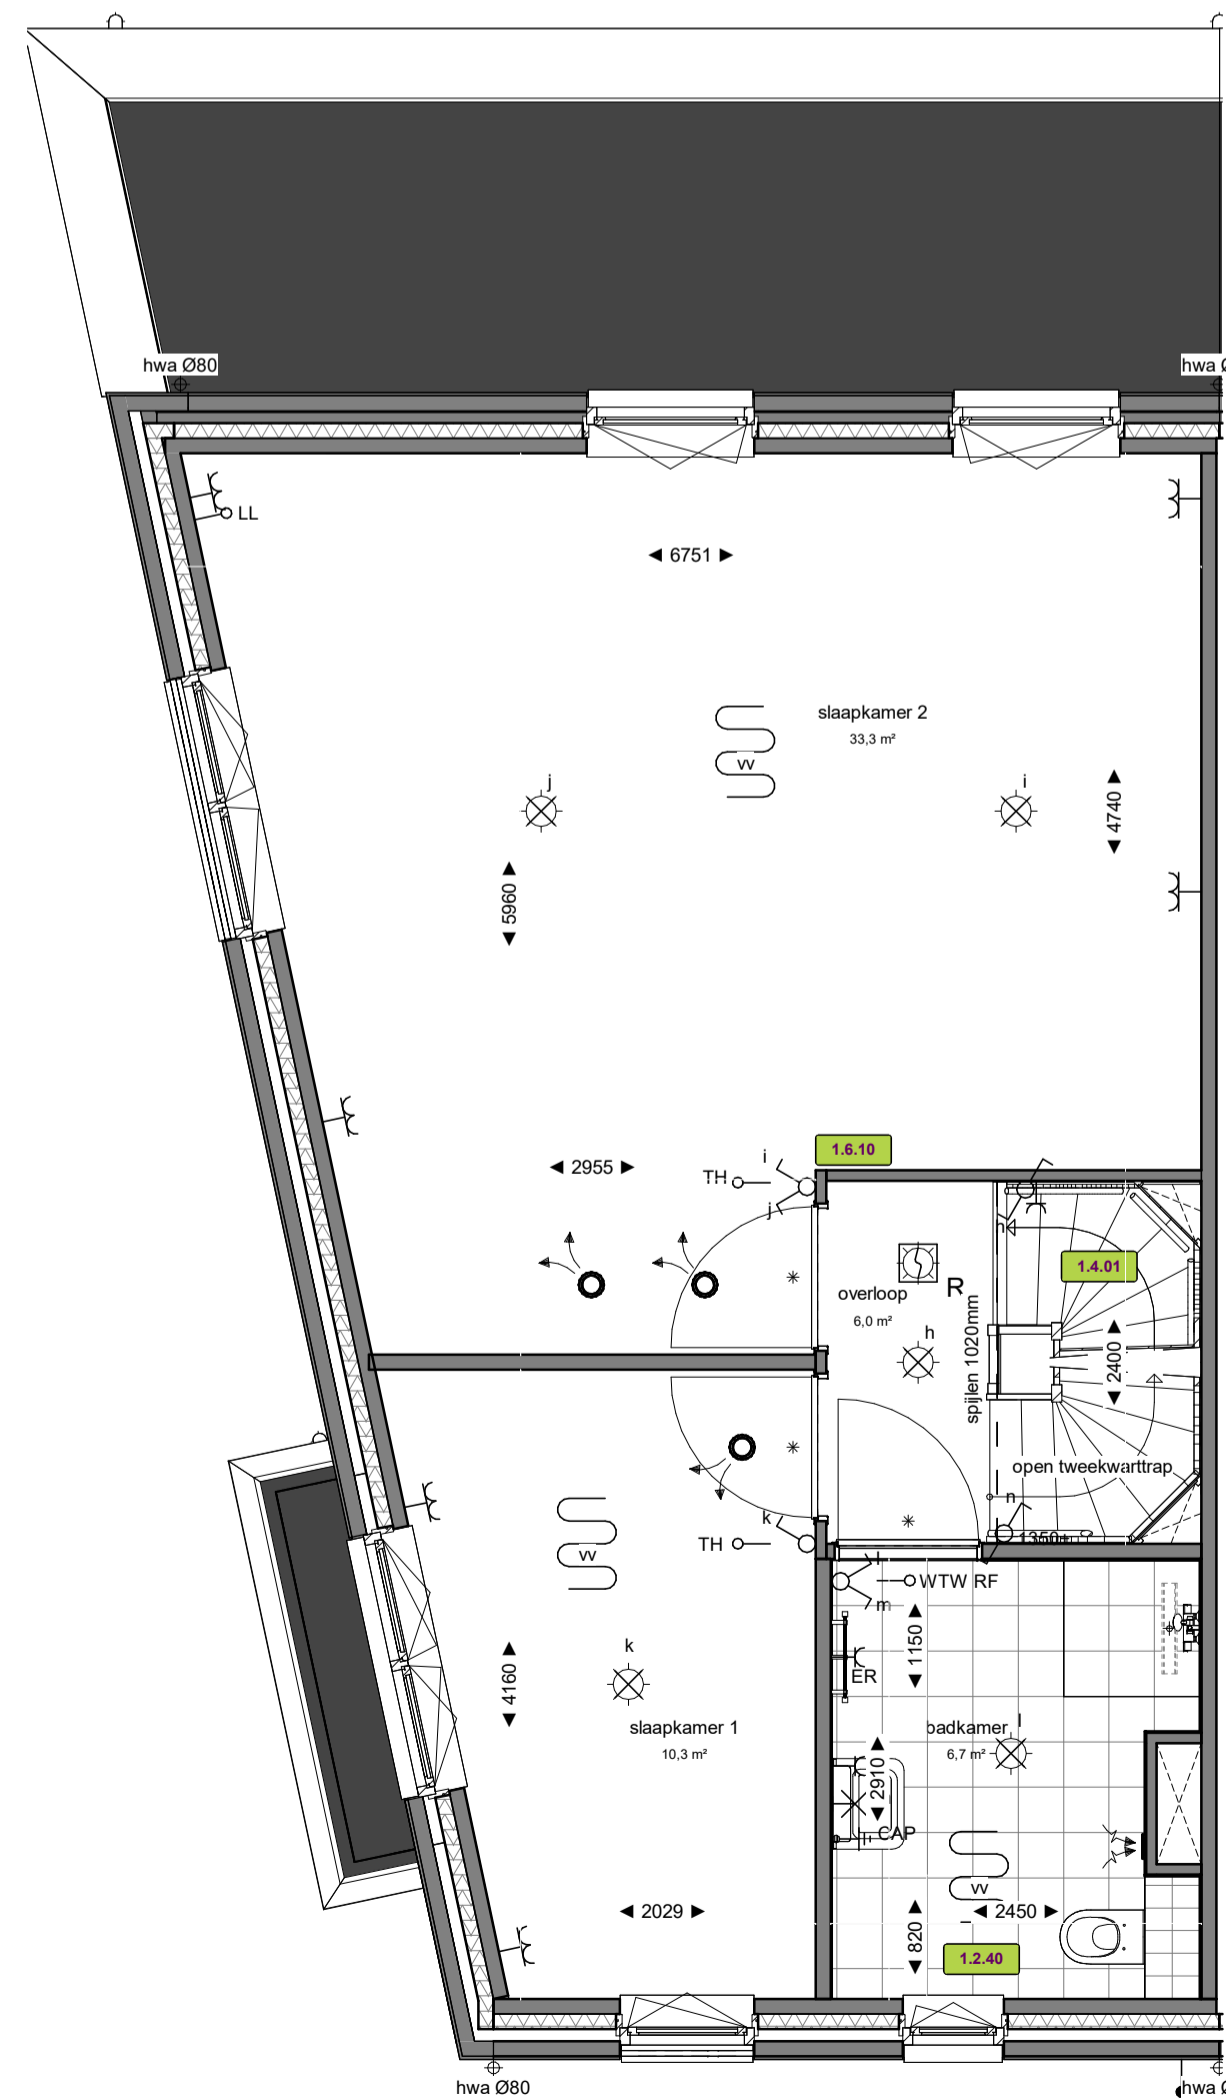 hwa Ø80
hwa Ø
LL
6751
slaapkamer 2
33,3 m²
vv
j
i
4740
5960
1.6.10
2955
TH
i
j
n
1.4.01
overloop
R
6,0 m²
h
spijlen 1020mm
2400
open tweekwarttrap
n
k
TH
1350+
vv
l
WTW RF
m
1150
ER
k
4160
slaapkamer 1
10,3 m²
badkamer
l
6,7 m²
2910
CAP
vv
2029
2450
820
1.2.40
hwa Ø80
hwa Ø